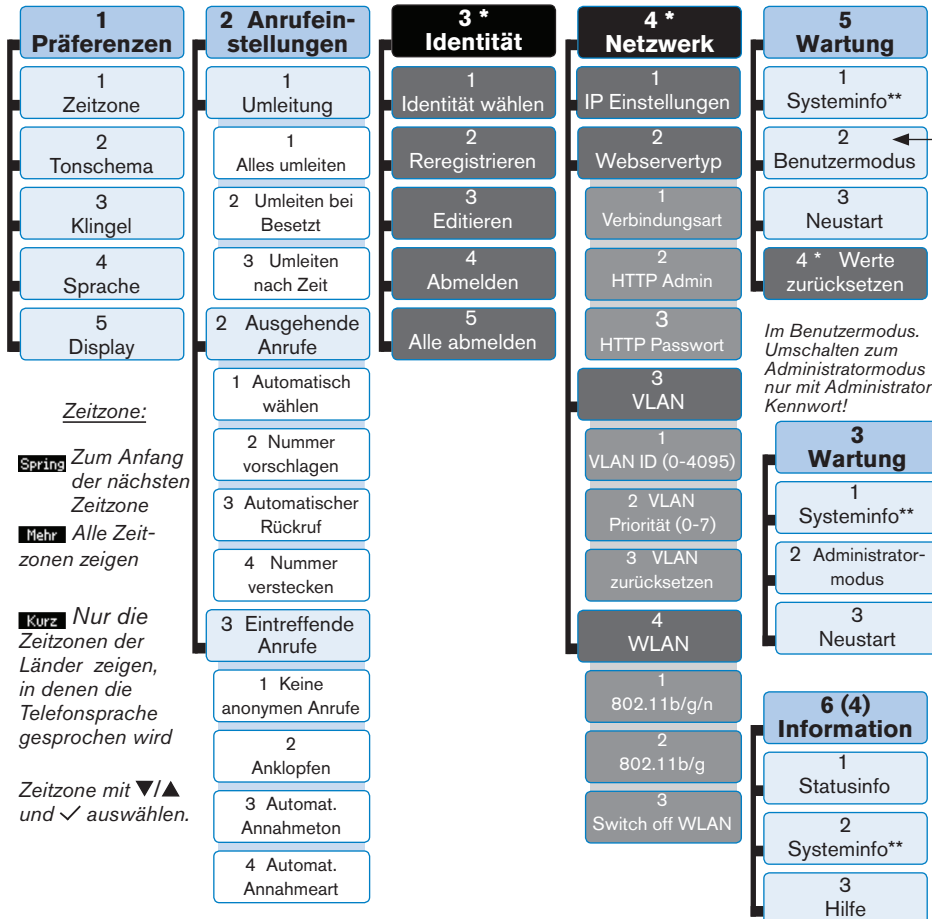 1
Präferenzen
1
Zeitzone
2
Tonschema
3
Klingel
4
Sprache
5
Display
Zeitzone:
Spring Zum Anfang
der nächsten
Zeitzone
Mehr Alle Zeit-
zonen zeigen
Kurz Nur die
Zeitzonen der
Länder zeigen,
in denen die
Telefonsprache
gesprochen wird
Zeitzone mit ▼/▲
und ✓ auswählen.
2 Anrufein-
stellungen
1
Umleitung
1
Alles umleiten
2 Umleiten bei
Besetzt
3 Umleiten
nach Zeit
2 Ausgehende
Anrufe
1 Automatisch
wählen
2 Nummer
vorschlagen
3 Automatischer
Rückruf
4 Nummer
verstecken
3 Eintreffende
Anrufe
1 Keine
anonymen Anrufe
2
Anklopfen
3 Automat.
Annahmeton
4 Automat.
Annahmeart
3 *
Identität
1
Identität wählen
2
Reregistrieren
3
Editieren
4
Abmelden
5
Alle abmelden
4 *
Netzwerk
1
IP Einstellungen
2
Webservertyp
1
Verbindungsart
2
HTTP Admin
3
HTTP Passwort
3
VLAN
1
VLAN ID (0-4095)
2 VLAN
Priorität (0-7)
3 VLAN
zurücksetzen
4
WLAN
1
802.11b/g/n
2
802.11b/g
3
Switch off WLAN
5
Wartung
1
Systeminfo**
2
Benutzermodus
3
Neustart
4 * Werte
zurücksetzen
Im Benutzermodus.
Umschalten zum
Administratormodus
nur mit Administrator
Kennwort!
3
Wartung
1
Systeminfo**
2 Administrator-
modus
3
Neustart
6 (4)
Information
1
Statusinfo
2
Systeminfo**
3
Hilfe